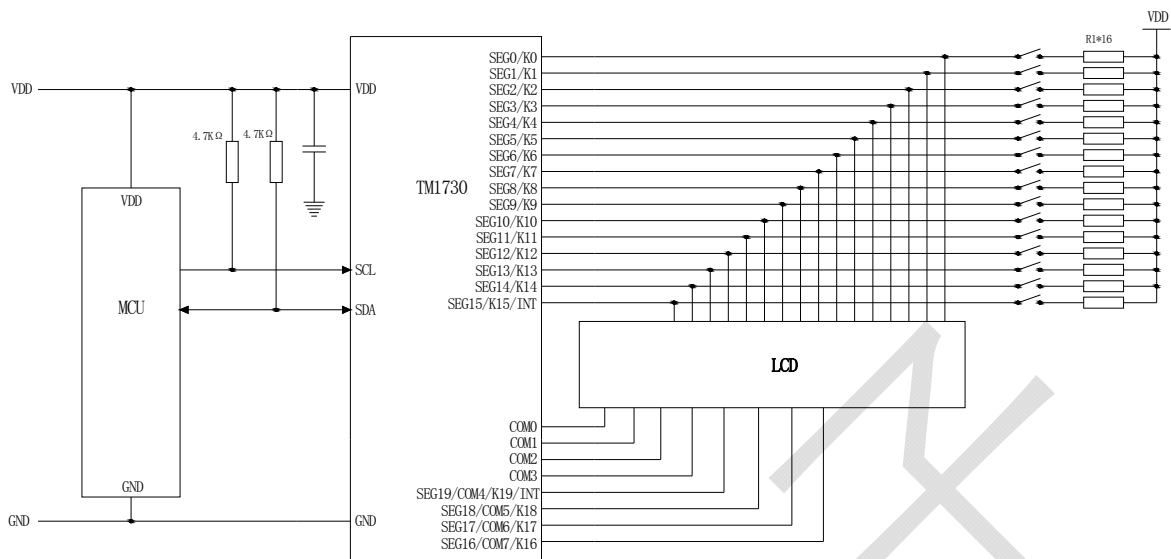 VDD
R1*16
SEG0/K0
SEG1/K1
VDD
VDD
SEG2/K2
SEG3/K3
SEG4/K4
4.7KΩ
4.7KΩ
SEG5/K5
SEG6/K6
SEG7/K7
TM1730
SEG8/K8
VDD
SEG9/K9
SEG10/K10
SEG11/K11
SEG12/K12
SCL
SEG13/K13
SEG14/K14
MCU
SDA
SEG15/K15/INT
LCD
COM0
COM1
COM2
COM3
GND
SEG19/COM4/K19/INT
SEG18/COM5/K18
GND
GND
SEG17/COM6/K17
SEG16/COM7/K16